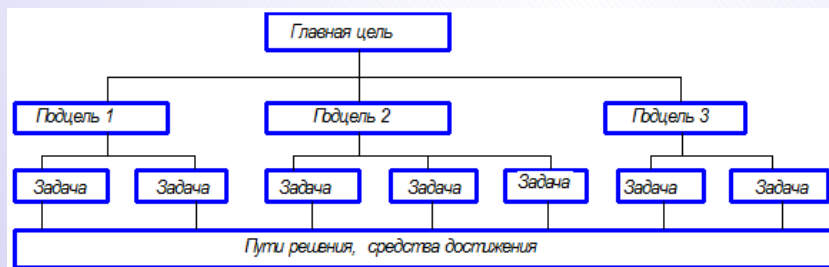 Главная цель
Подцель 1
Подцель 2
Подцель 3
Задача
Задача
Задача
Задача
Задача
Задача
Задача
Пути решения, средства достижения